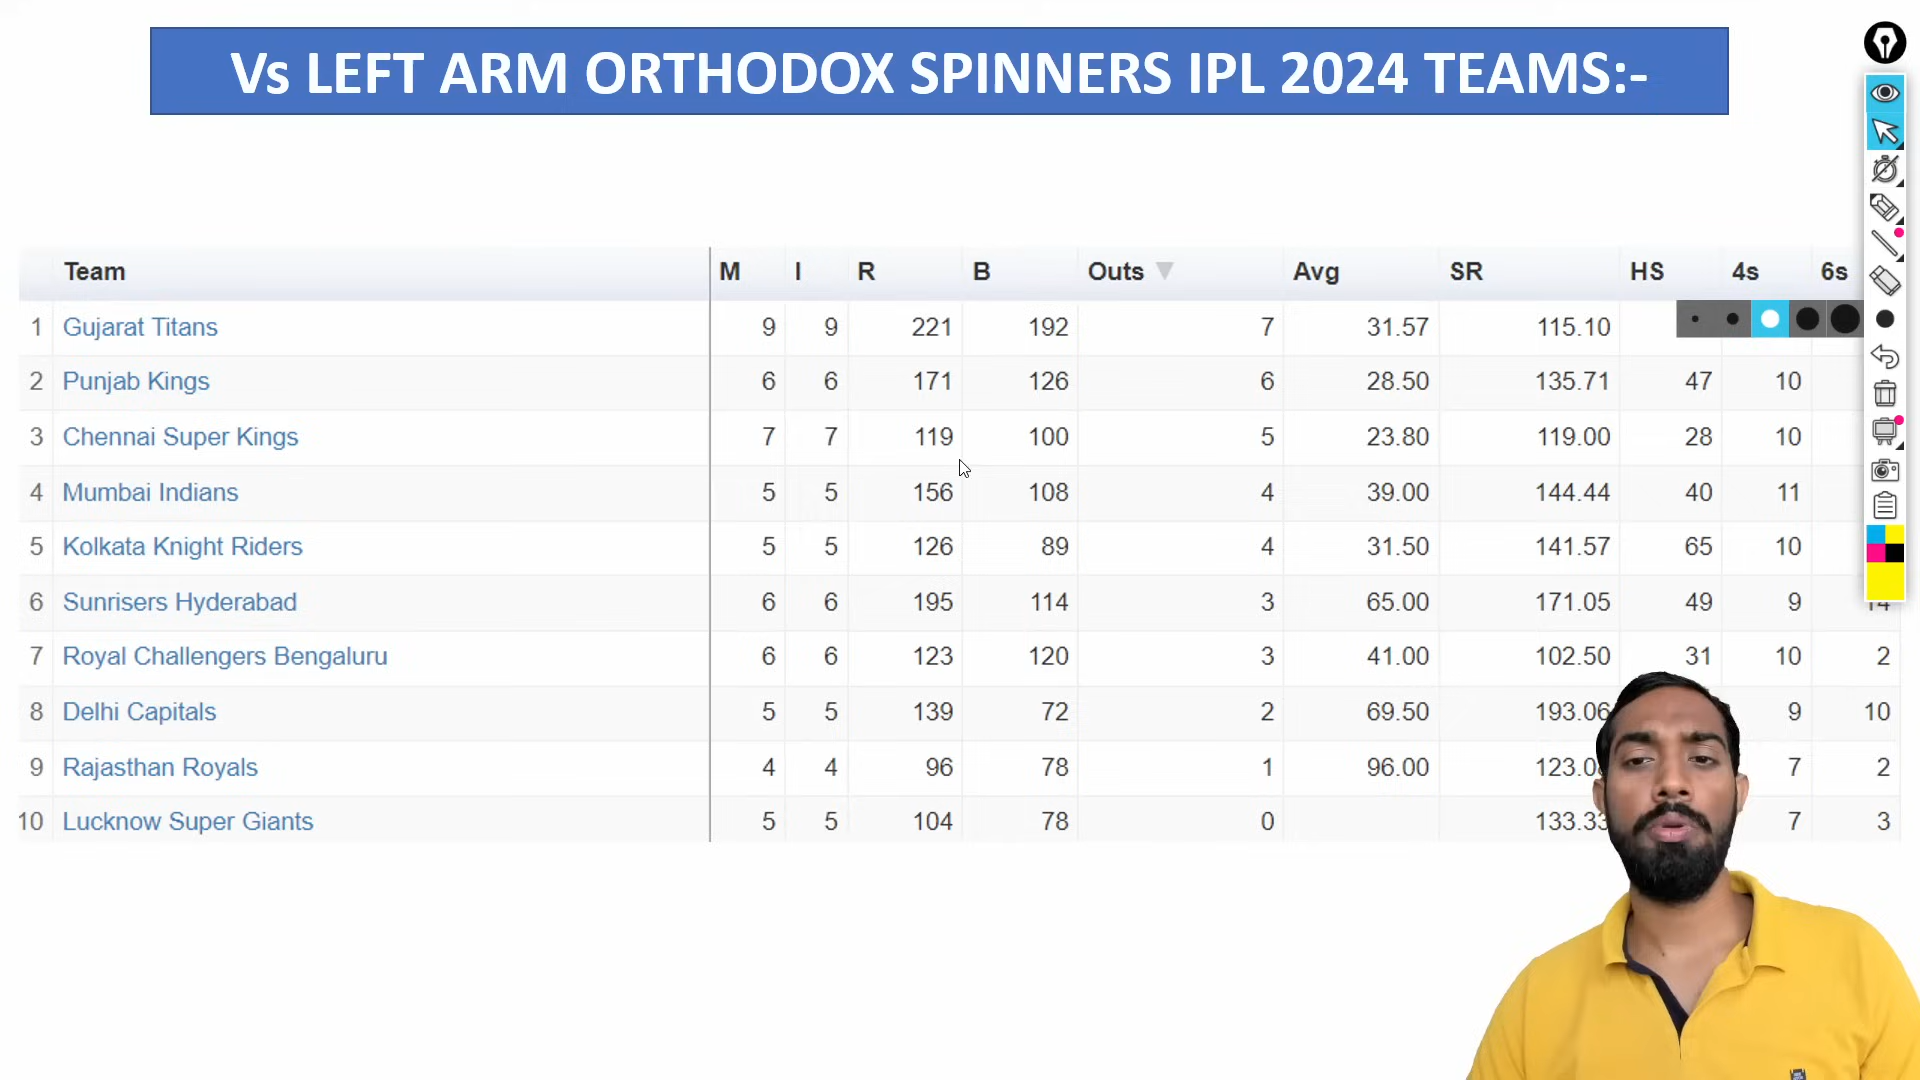 Vs LEFT ARM ORTHODOX SPINNERS IPL 2024 TEAMS:-
Team M I R B Outs Avg SR HS 4s 6s
1 Gujarat Titans 9 9 221 192 7 31.57 115.10
2 Punjab Kings 6 6 171 126 6 28.50 135.71 47 10
3 Chennai Super Kings 7 7 119 100 5 23.80 119.00 28 10
4 Mumbai Indians 5 5 156 108 4 39.00 144.44 40 11
5 Kolkata Knight Riders 5 5 126 89 4 31.50 141.57 65 10
6 Sunrisers Hyderabad 6 6 195 114 3 65.00 171.05 49 9 14
7 Royal Challengers Bengaluru 6 6 123 120 3 41.00 102.50 31 10 2
8 Delhi Capitals 5 5 139 72 2 69.50 193.06 9 10
9 Rajasthan Royals 4 4 96 78 1 96.00 7 2
10 Lucknow Super Giants 5 5 104 78 0 133.33 7 3